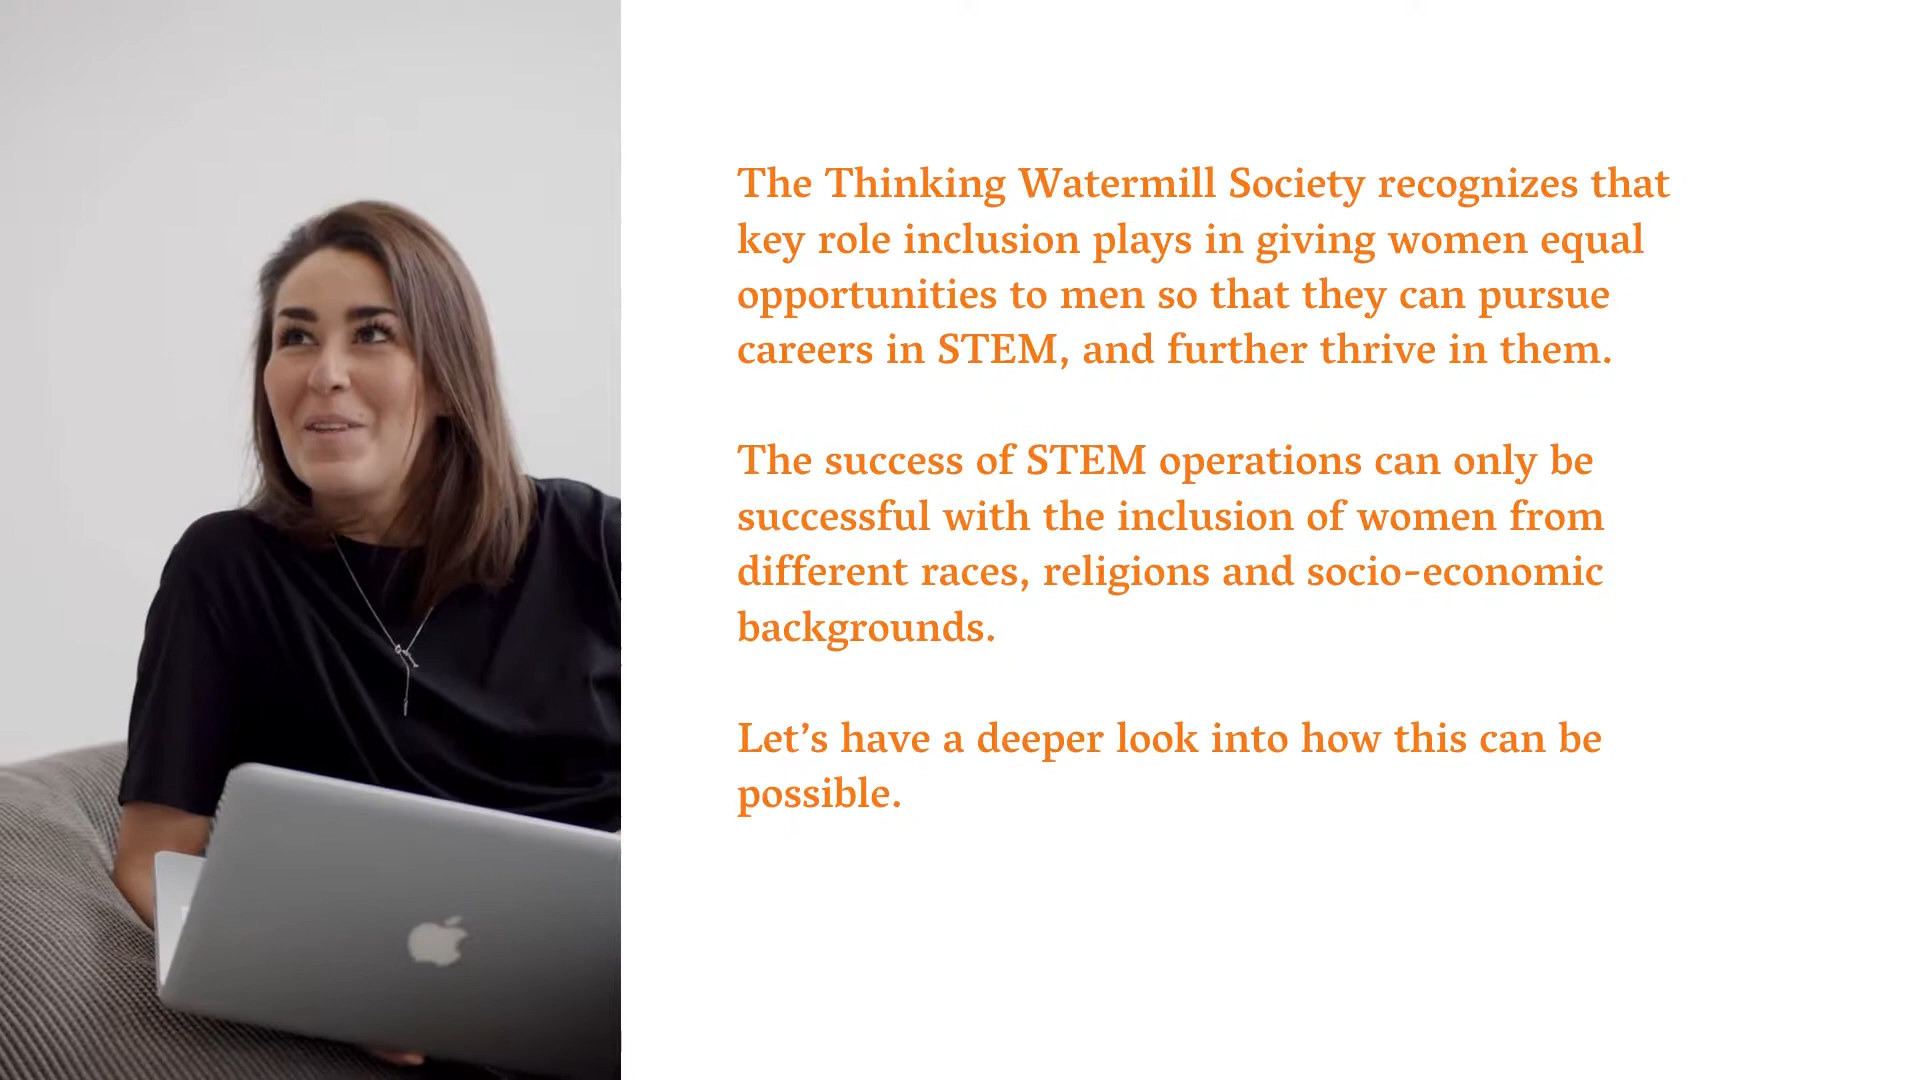 The Thinking Watermill Society recognizes that
key role inclusion plays in giving women equal
opportunities to men so that they can pursue
careers in STEM, and further thrive in them.
The success of STEM operations can only be
successful with the inclusion of women from
different races, religions and socio-economic
backgrounds.
Let’s have a deeper look into how this can be
possible.